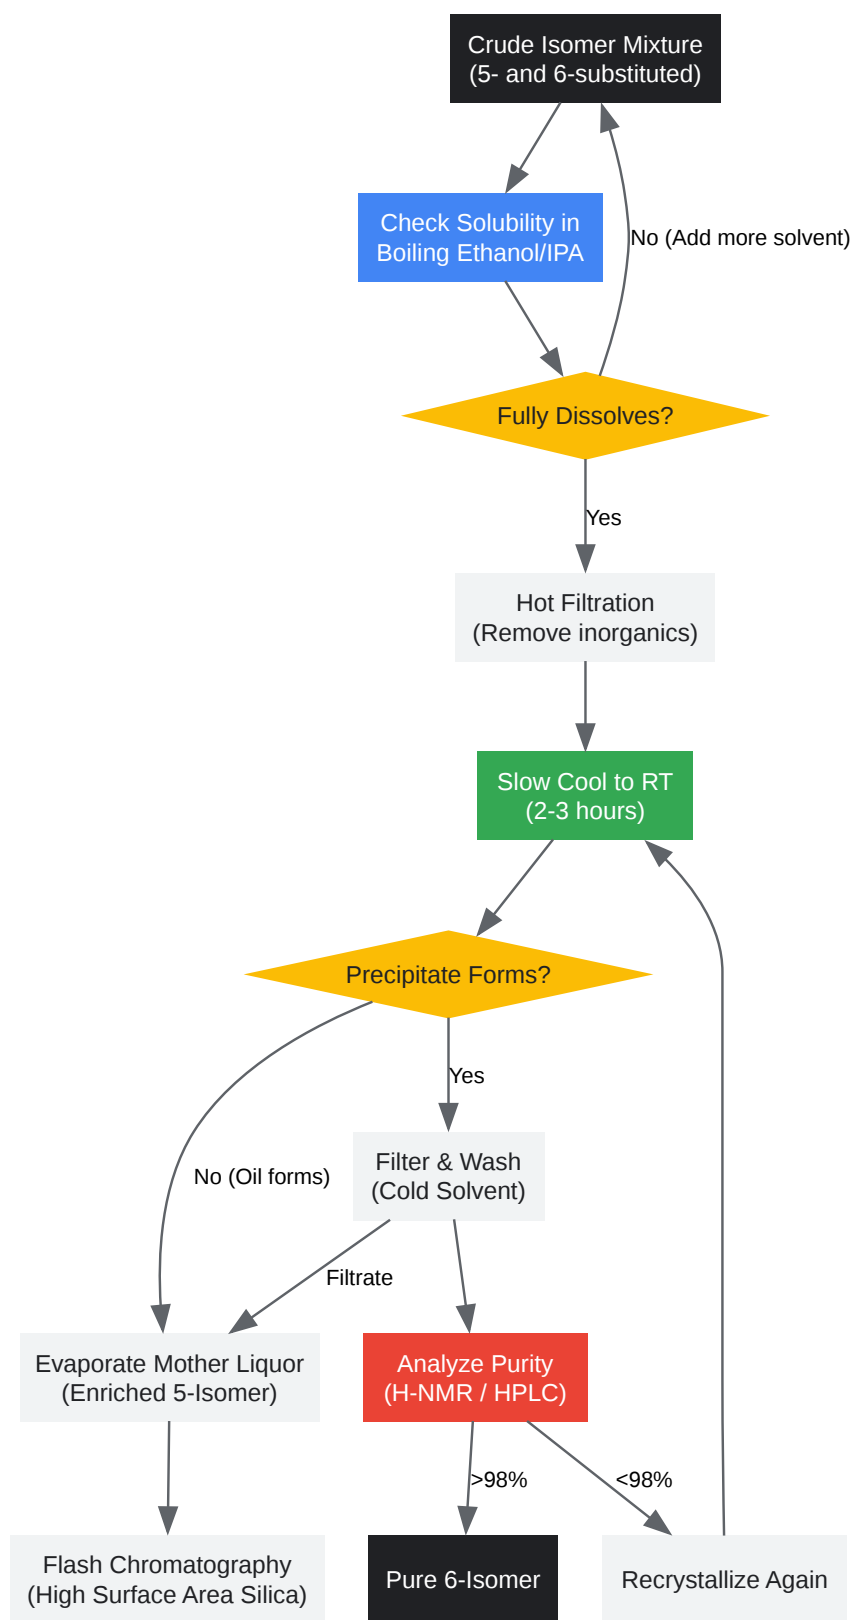 Crude Isomer Mixture
(5- and 6-substituted)
Check Solubility in
Boiling Ethanol/IPA
No (Add more solvent)
Fully Dissolves?
Yes
Hot Filtration
(Remove inorganics)
Slow Cool to RT
(2-3 hours)
Precipitate Forms?
Yes
No (Oil forms)
Filter & Wash
(Cold Solvent)
Filtrate
Evaporate Mother Liquor
(Enriched 5-Isomer)
Analyze Purity
(H-NMR / HPLC)
>98%
<98%
Flash Chromatography
(High Surface Area Silica)
Pure 6-Isomer
Recrystallize Again